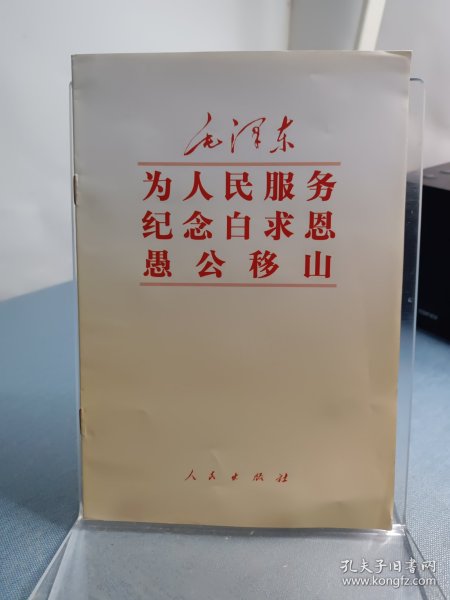 毛泽东
为人民服务
纪念白求恩
愚公移山
人民出版社
孔夫子旧书网
www.kongfz.com